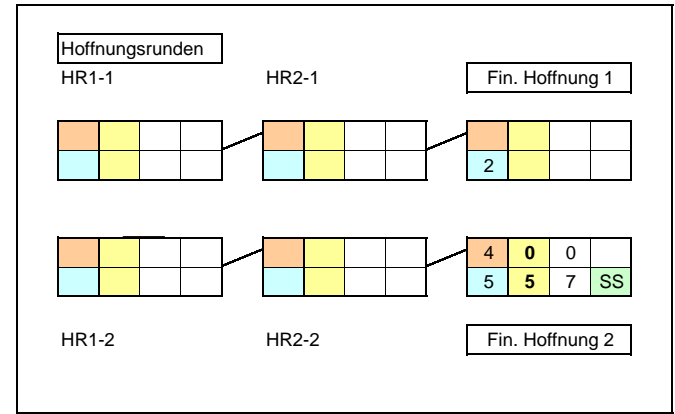 Hoffnungsrunden
HR1-1 HR2-1 Fin. Hoffnung 1
2
4 0 0
5 5 7 SS
HR1-2 HR2-2 Fin. Hoffnung 2